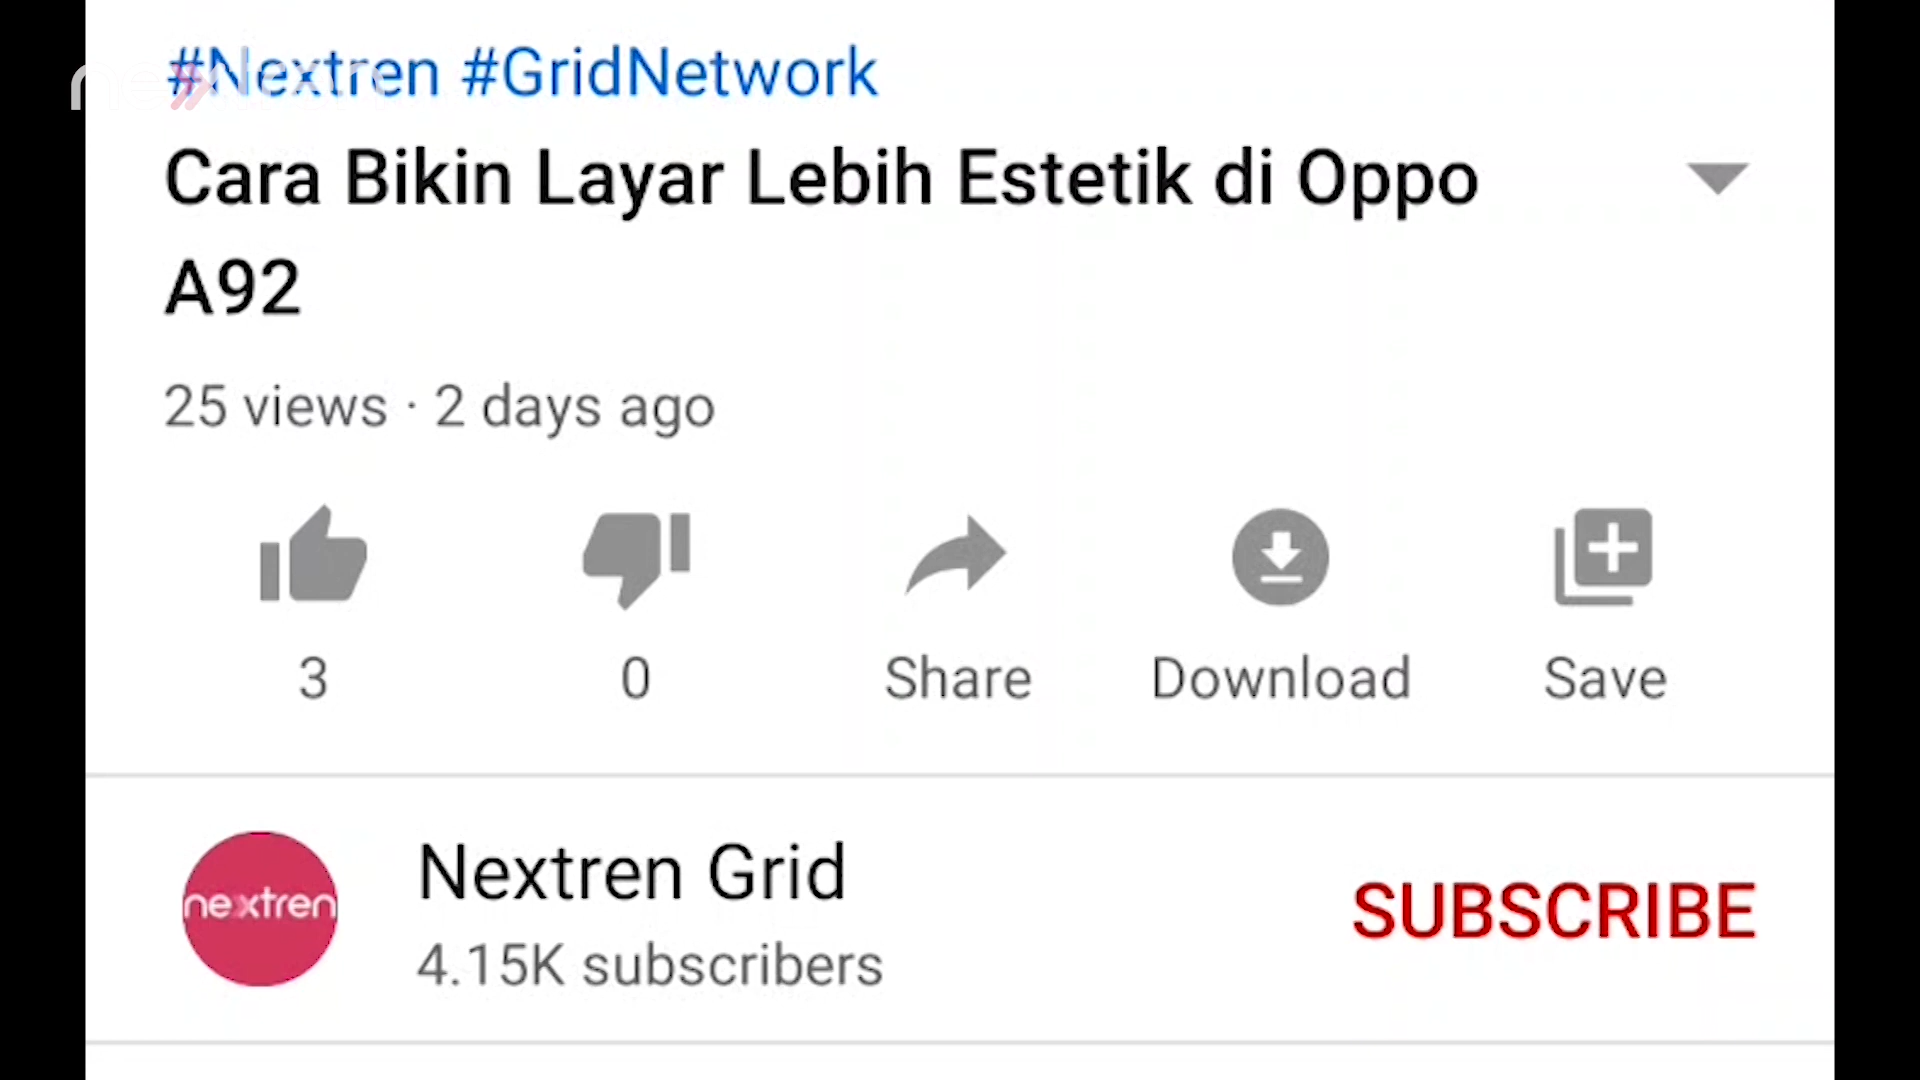 #Nextren #GridNetwork
nextren
Cara Bikin Layar Lebih Estetik di Oppo
A92
25 views · 2 days ago
3 0 Share Download Save
nextren
Nextren Grid
SUBSCRIBE
4.15K subscribers